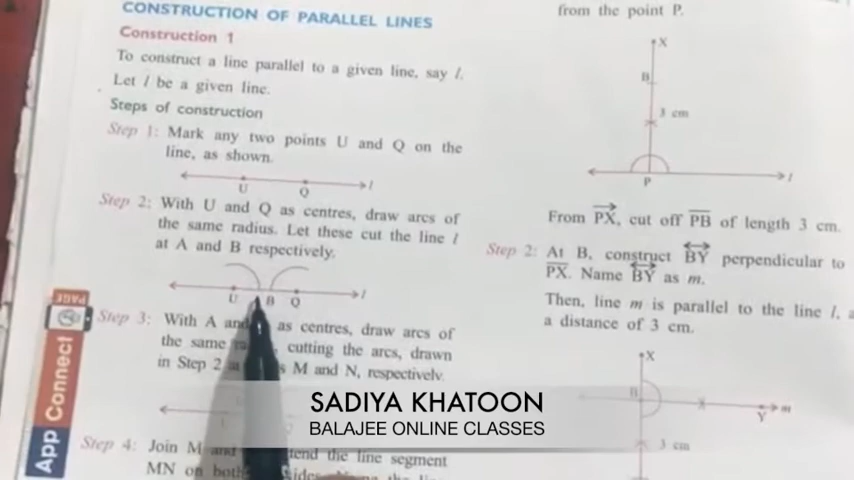 CONSTRUCTION OF PARALLEL LINES
Construction 1
To construct a line parallel to a given line, say l.
Let l be a given line.
Steps of construction
Step 1: Mark any two points U and Q on the
line, as shown.
U Q l
Step 2: With U and Q as centres, draw arcs of
the same radius. Let these cut the line l
at A and B respectively.
U B Q l
Step 3: With A and as centres, draw arcs of
the same cutting the arcs, drawn
in Step 2 M and N, respectively.
Step 4: Join M and the line segment
MN on both
from the point P.
X
B
3 cm
P l
From PX, cut off PB of length 3 cm.
Step 2: At B, construct BY perpendicular to
PX. Name BY as m.
Then, line m is parallel to the line l,
a distance of 3 cm.
X
B
Y m
3 cm
PAGE
App Connect
SADIYA KHATOON
BALAJEE ONLINE CLASSES